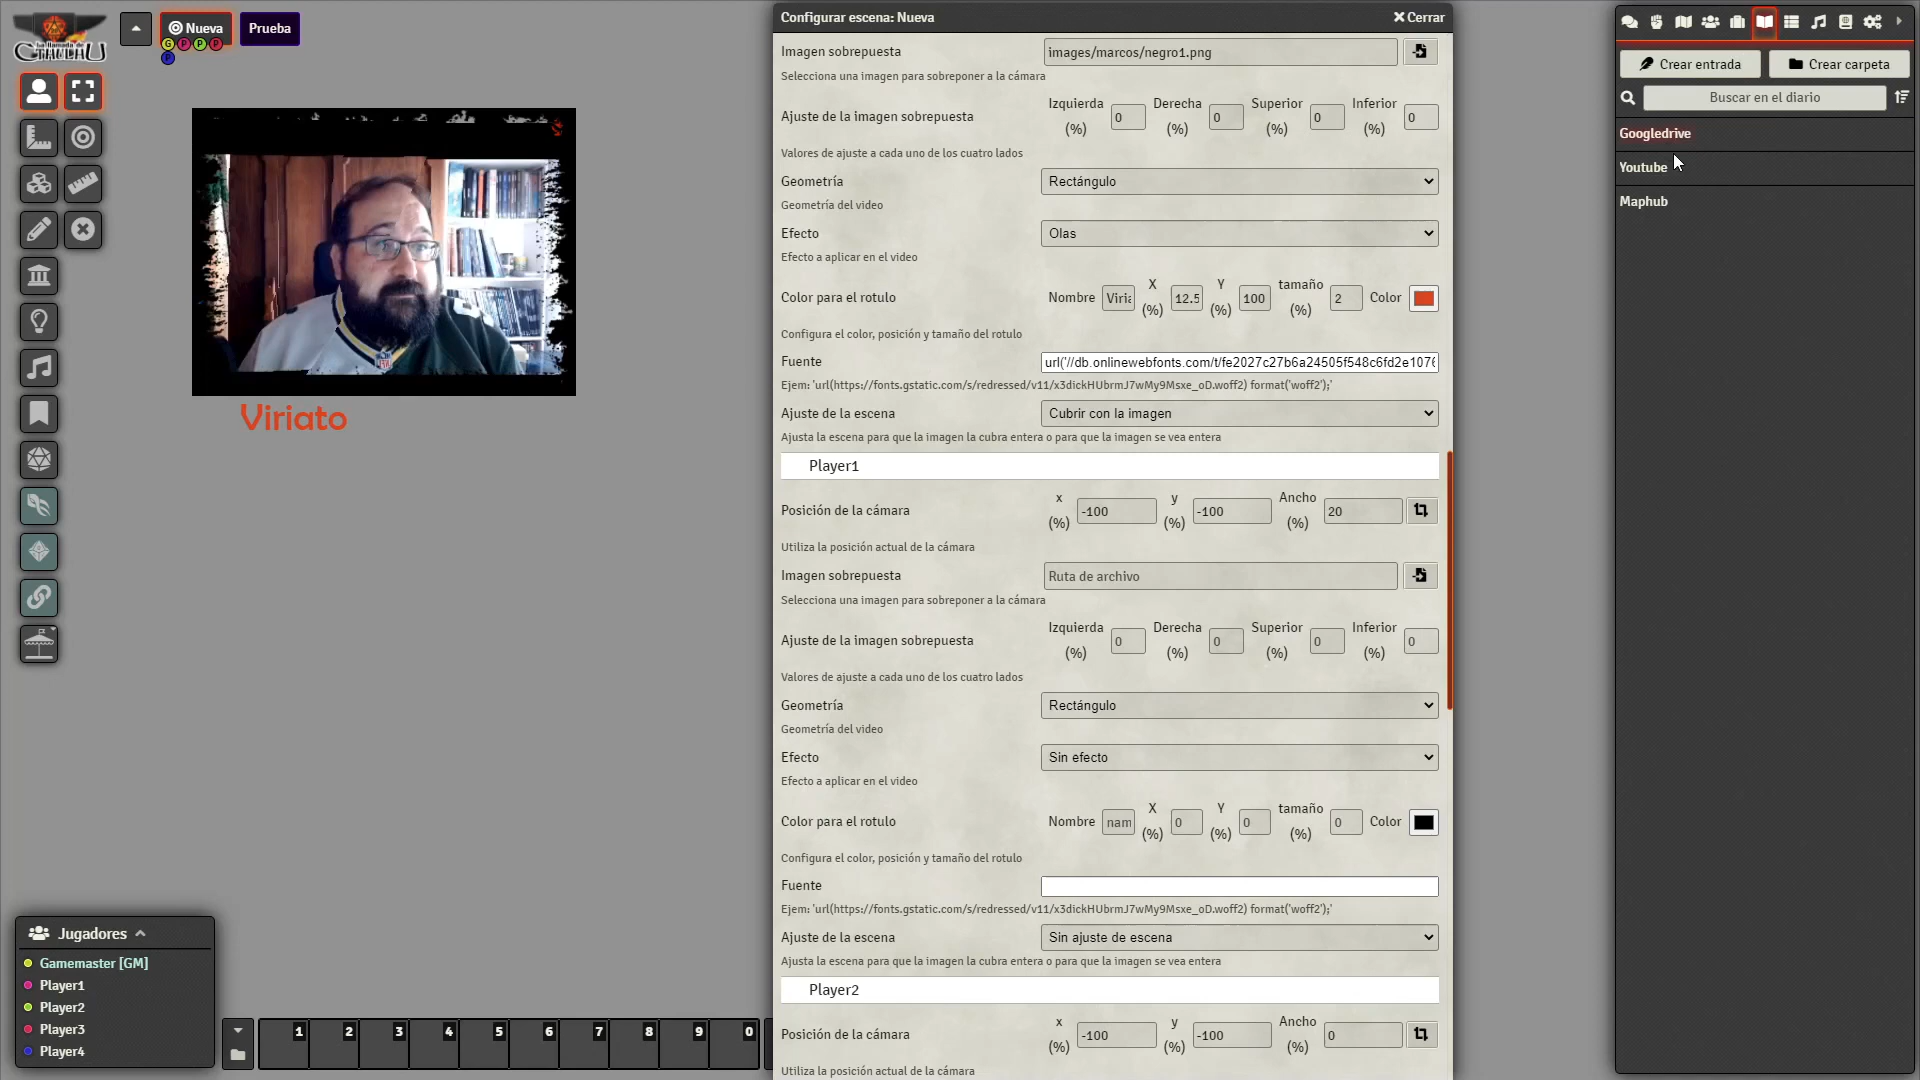 La llamada de
CTHULHU
Nueva
G P P P
P
Prueba
Viriato
Jugadores
Gamemaster [GM]
Player1
Player2
Player3
Player4
1 2 3 4 5 6 7 8 9 0
Configurar escena: Nueva
Cerrar
Imagen sobrepuesta
images/marcos/negro1.png
Selecciona una imagen para sobreponer a la cámara
Ajuste de la imagen sobrepuesta
Izquierda (%) 0 Derecha (%) 0 Superior (%) 0 Inferior (%) 0
Valores de ajuste a cada uno de los cuatro lados
Geometría
Rectángulo
Geometría del video
Efecto
Olas
Efecto a aplicar en el video
Color para el rotulo
Nombre Viria X (%) 12.5 Y (%) 100 tamaño (%) 2 Color
Configura el color, posición y tamaño del rotulo
Fuente
url('//db.onlinewebfonts.com/t/fe2027c27b6a24505f548c6fd2e1076
Ejem: 'url(https://fonts.gstatic.com/s/redressed/v11/x3dickHUbrmJ7wMy9Msxe_oD.woff2) format('woff2');'
Ajuste de la escena
Cubrir con la imagen
Ajusta la escena para que la imagen la cubra entera o para que la imagen se vea entera
Player1
Posición de la cámara
x (%) -100 y (%) -100 Ancho (%) 20
Utiliza la posición actual de la cámara
Imagen sobrepuesta
Ruta de archivo
Selecciona una imagen para sobreponer a la cámara
Ajuste de la imagen sobrepuesta
Izquierda (%) 0 Derecha (%) 0 Superior (%) 0 Inferior (%) 0
Valores de ajuste a cada uno de los cuatro lados
Geometría
Rectángulo
Geometría del video
Efecto
Sin efecto
Efecto a aplicar en el video
Color para el rotulo
Nombre nam X (%) 0 Y (%) 0 tamaño (%) 0 Color
Configura el color, posición y tamaño del rotulo
Fuente
Ejem: 'url(https://fonts.gstatic.com/s/redressed/v11/x3dickHUbrmJ7wMy9Msxe_oD.woff2) format('woff2');'
Ajuste de la escena
Sin ajuste de escena
Ajusta la escena para que la imagen la cubra entera o para que la imagen se vea entera
Player2
Posición de la cámara
x (%) -100 y (%) -100 Ancho (%) 0
Utiliza la posición actual de la cámara
Crear entrada
Crear carpeta
Buscar en el diario
Googledrive
Youtube
Maphub